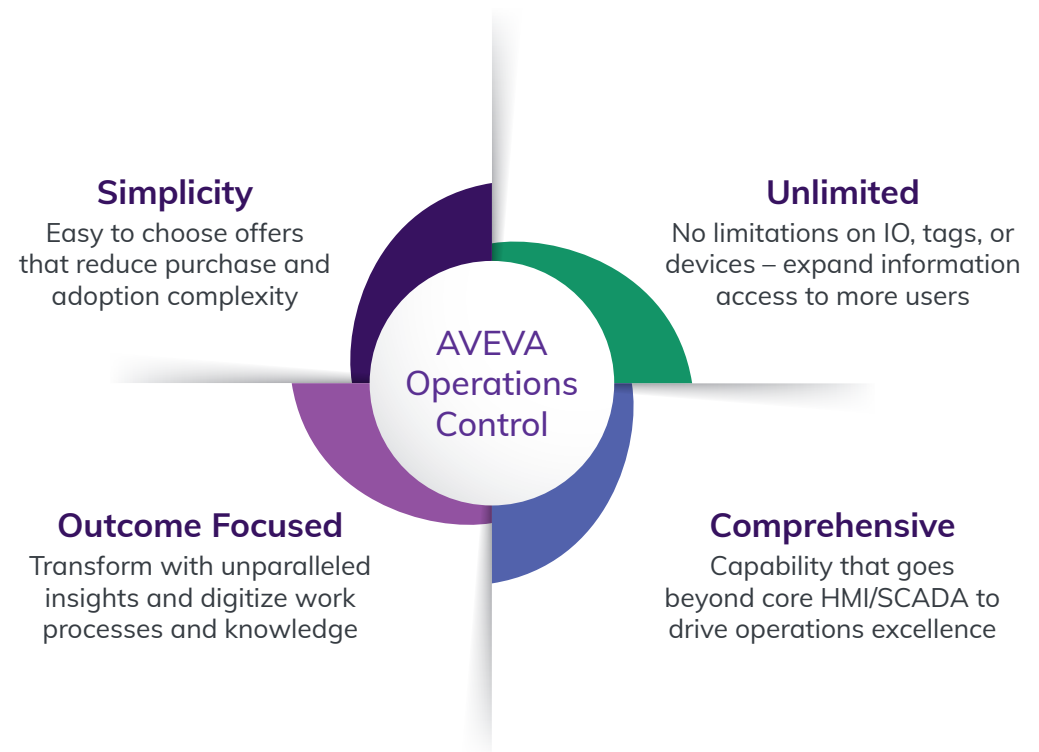 Simplicity
Easy to choose offers
that reduce purchase and
adoption complexity
Unlimited
No limitations on IO, tags, or
devices – expand information
access to more users
AVEVA
Operations
Control
Outcome Focused
Transform with unparalleled
insights and digitize work
processes and knowledge
Comprehensive
Capability that goes
beyond core HMI/SCADA to
drive operations excellence